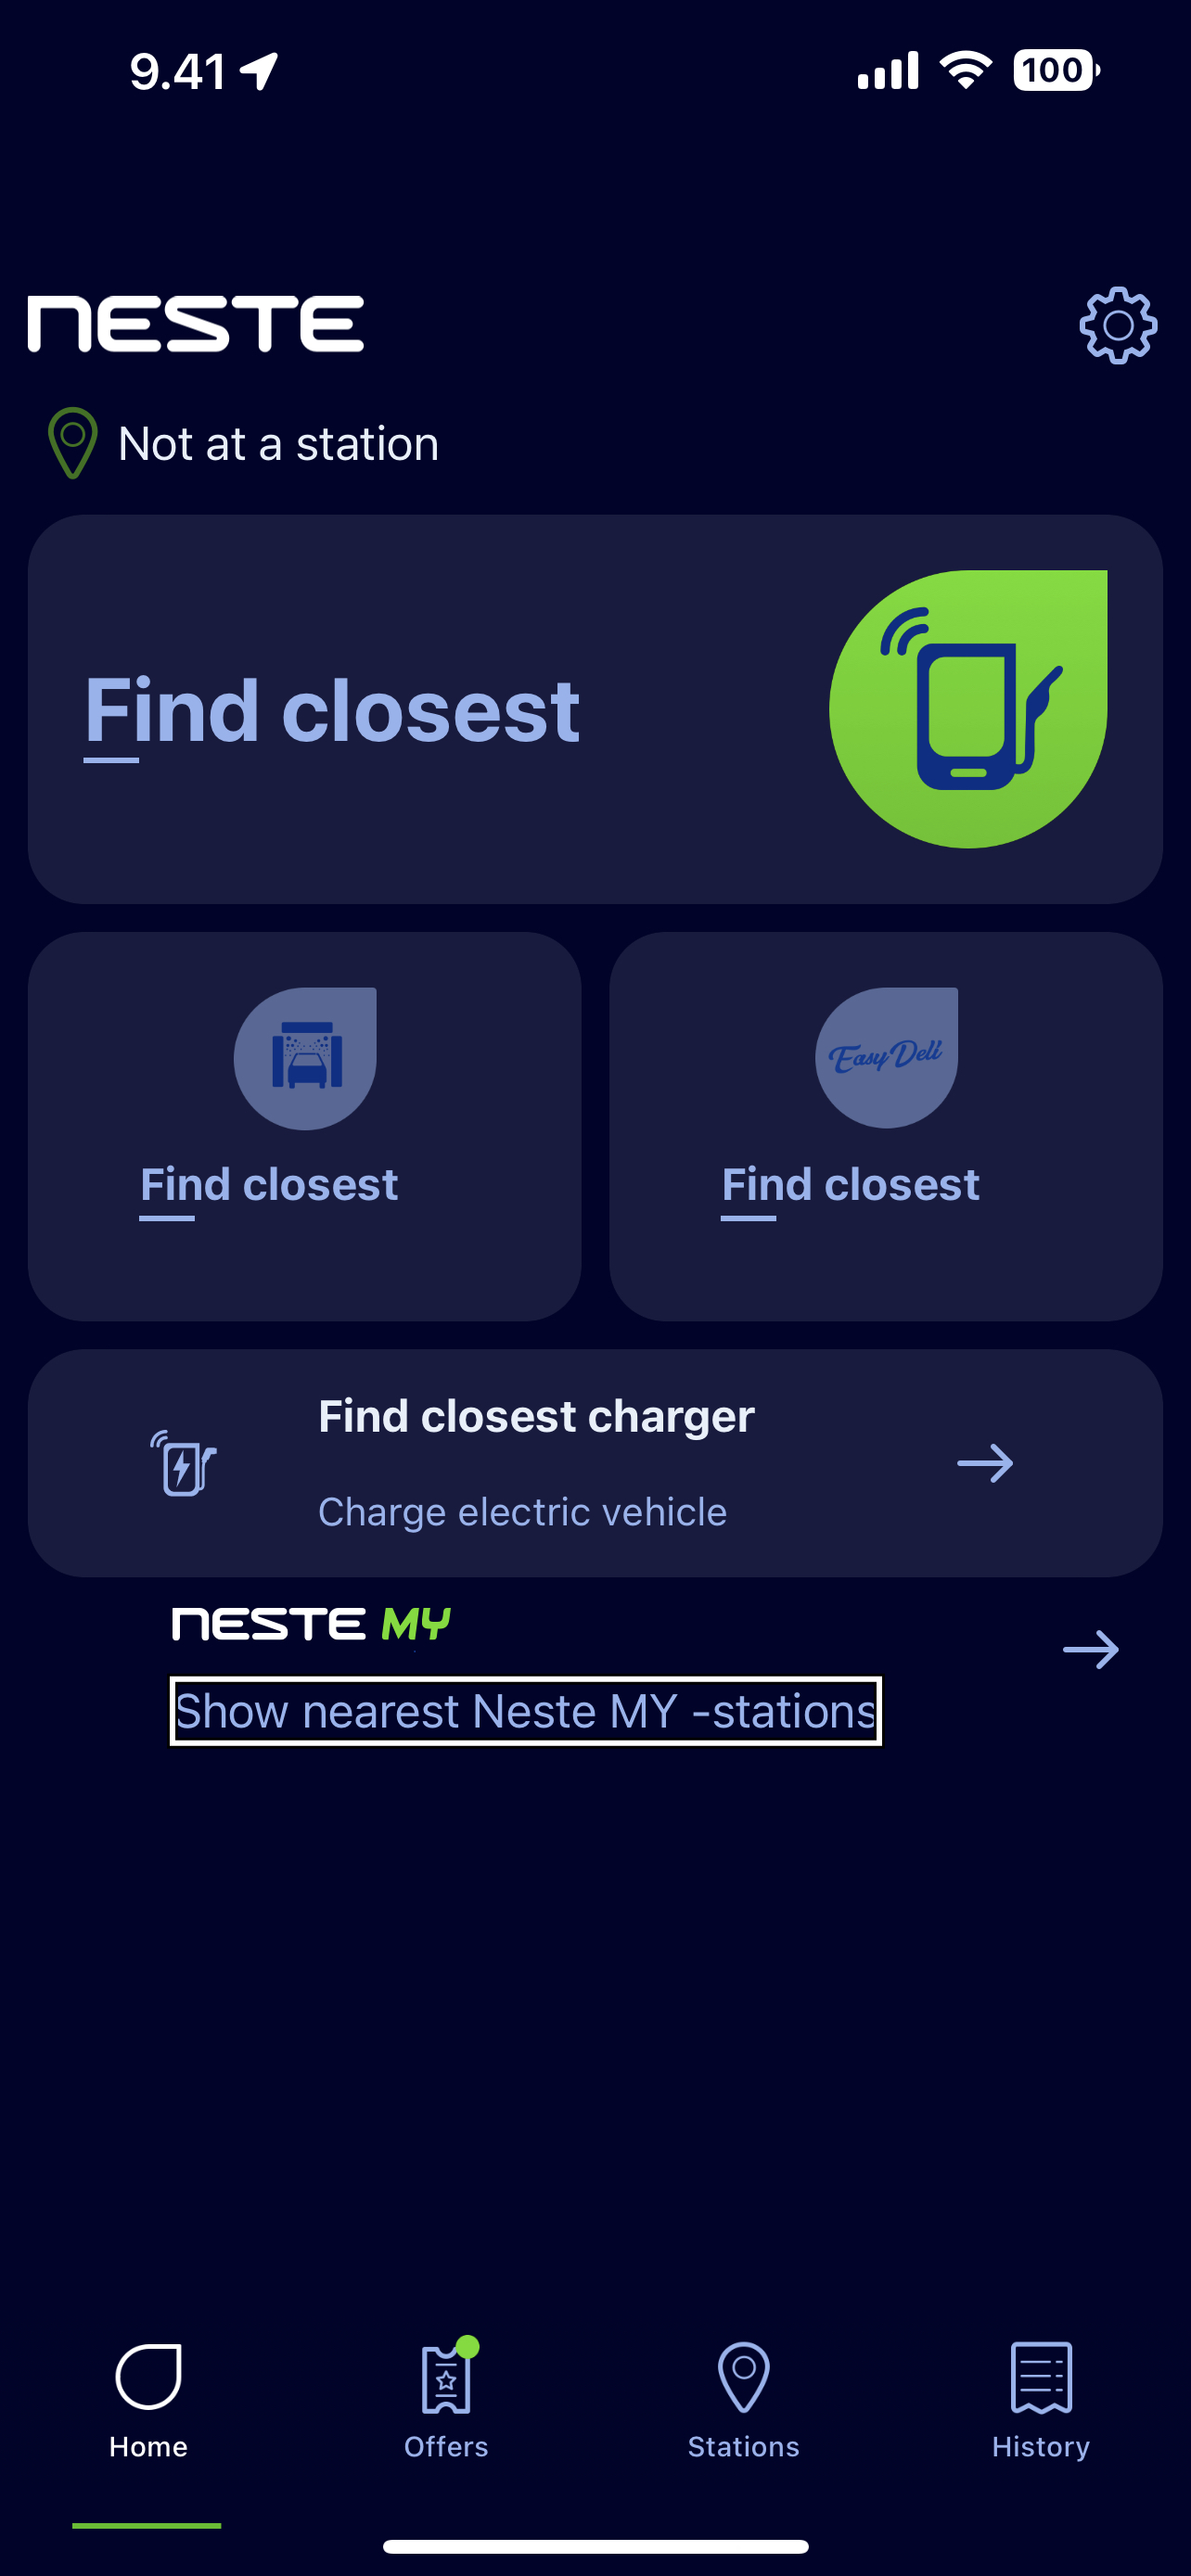 9.41
100
NESTE
Not at a station
Find closest
Easy Deli
Find closest
Find closest
Find closest charger
Charge electric vehicle
NESTE MY
Show nearest Neste MY -stations
Home
Offers
Stations
History